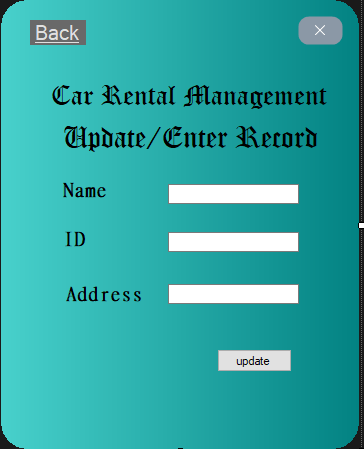 Back
×
Car Rental Management
Update/Enter Record
Name
ID
Address
update